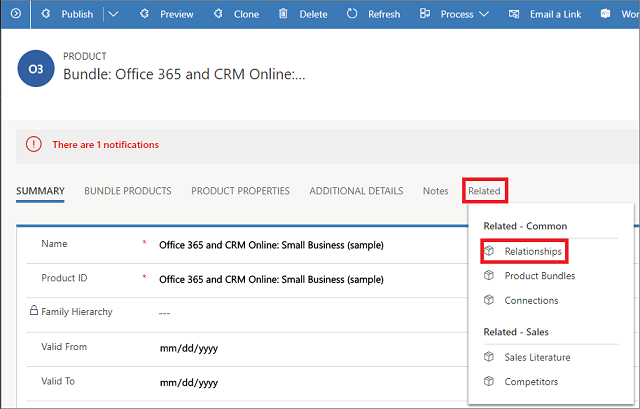 Publish Preview Clone Delete Refresh Process Email a Link Wor
O3 PRODUCT
Bundle: Office 365 and CRM Online:...
There are 1 notifications
SUMMARY BUNDLE PRODUCTS PRODUCT PROPERTIES ADDITIONAL DETAILS Notes Related
Name * Office 365 and CRM Online: Small Business (sample)
Product ID * Office 365 and CRM Online: Small Business (sample)
Family Hierarchy ---
Valid From mm/dd/yyyy
Valid To mm/dd/yyyy
Related - Common
Relationships
Product Bundles
Connections
Related - Sales
Sales Literature
Competitors